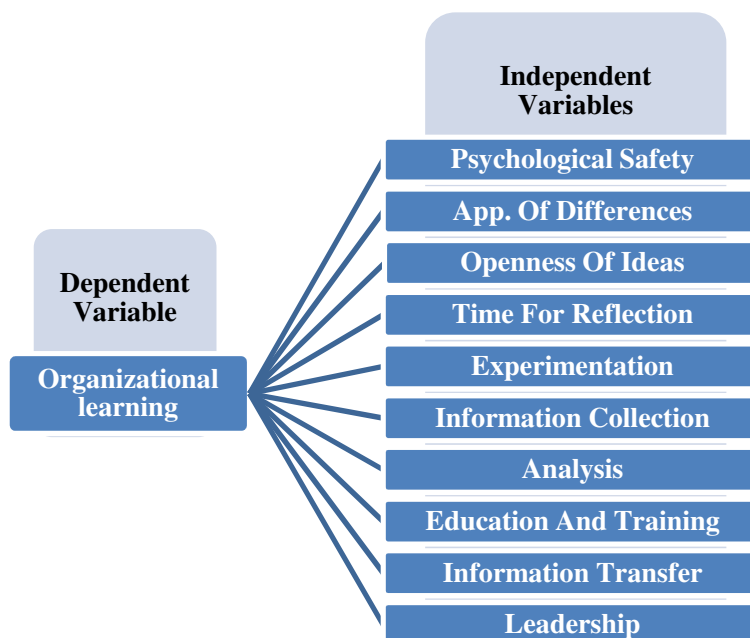 Independent
Variables
Psychological Safety
App. Of Differences
Openness Of Ideas
Time For Reflection
Experimentation
Information Collection
Analysis
Education And Training
Information Transfer
Leadership
Dependent
Variable
Organizational
learning